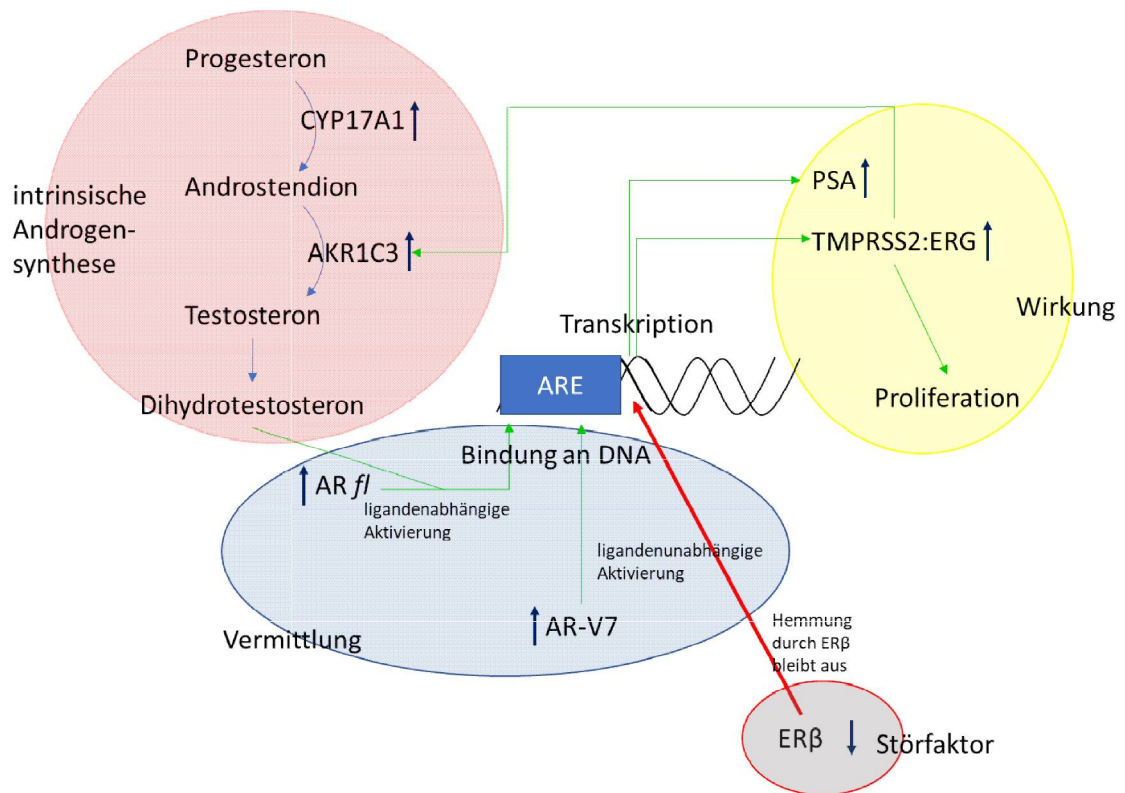 Progesteron
CYP17A1
Androstendion
intrinsische
Androgen-
synthese
AKR1C3
Testosteron
Dihydrotestosteron
PSA
TMPRSS2:ERG
Wirkung
Proliferation
Transkription
ARE
Bindung an DNA
AR fl
ligandenabhängige
Aktivierung
ligandenunabhängige
Aktivierung
AR-V7
Vermittlung
Hemmung
durch ERβ
bleibt aus
ERβ
Störfaktor